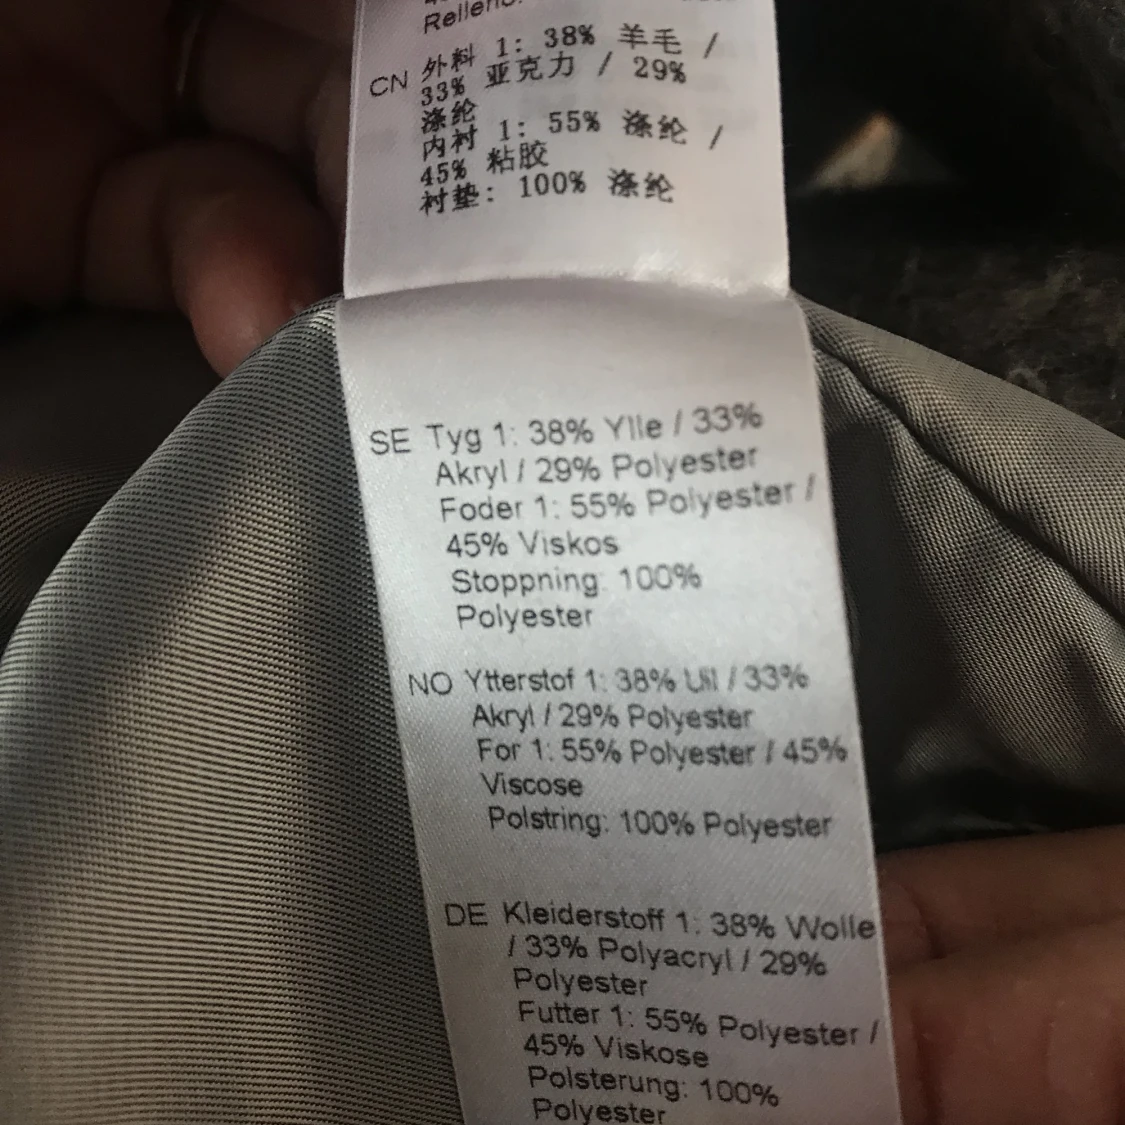 Relleno:
CN 外料 1: 38% 羊毛 /
33% 亚克力 / 29%
涤纶
内衬 1: 55% 涤纶 /
45% 粘胶
衬垫: 100% 涤纶
SE Tyg 1: 38% Ylle / 33%
Akryl / 29% Polyester
Foder 1: 55% Polyester /
45% Viskos
Stoppning: 100%
Polyester
NO Ytterstof 1: 38% Ull / 33%
Akryl / 29% Polyester
For 1: 55% Polyester / 45%
Viscose
Polstring: 100% Polyester
DE Kleiderstoff 1: 38% Wolle
/ 33% Polyacryl / 29%
Polyester
Futter 1: 55% Polyester /
45% Viskose
Polsterung: 100%
Polyester